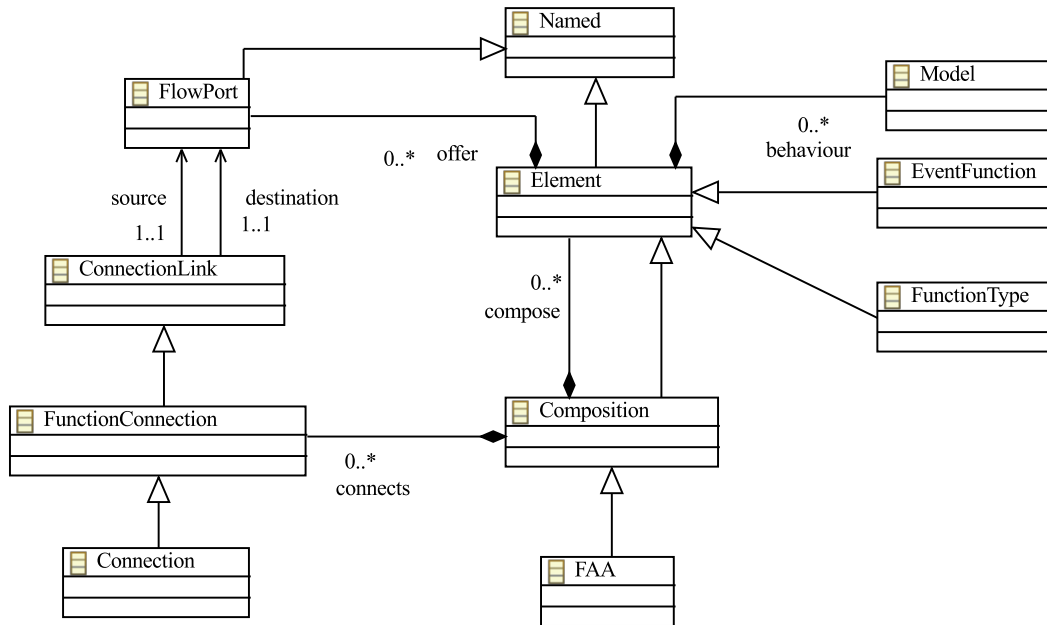 Named
FlowPort
Model
0..* offer
0..*
behaviour
Element
EventFunction
source
destination
1..1
1..1
ConnectionLink
0..*
compose
FunctionType
FunctionConnection
Composition
0..*
connects
Connection
FAA